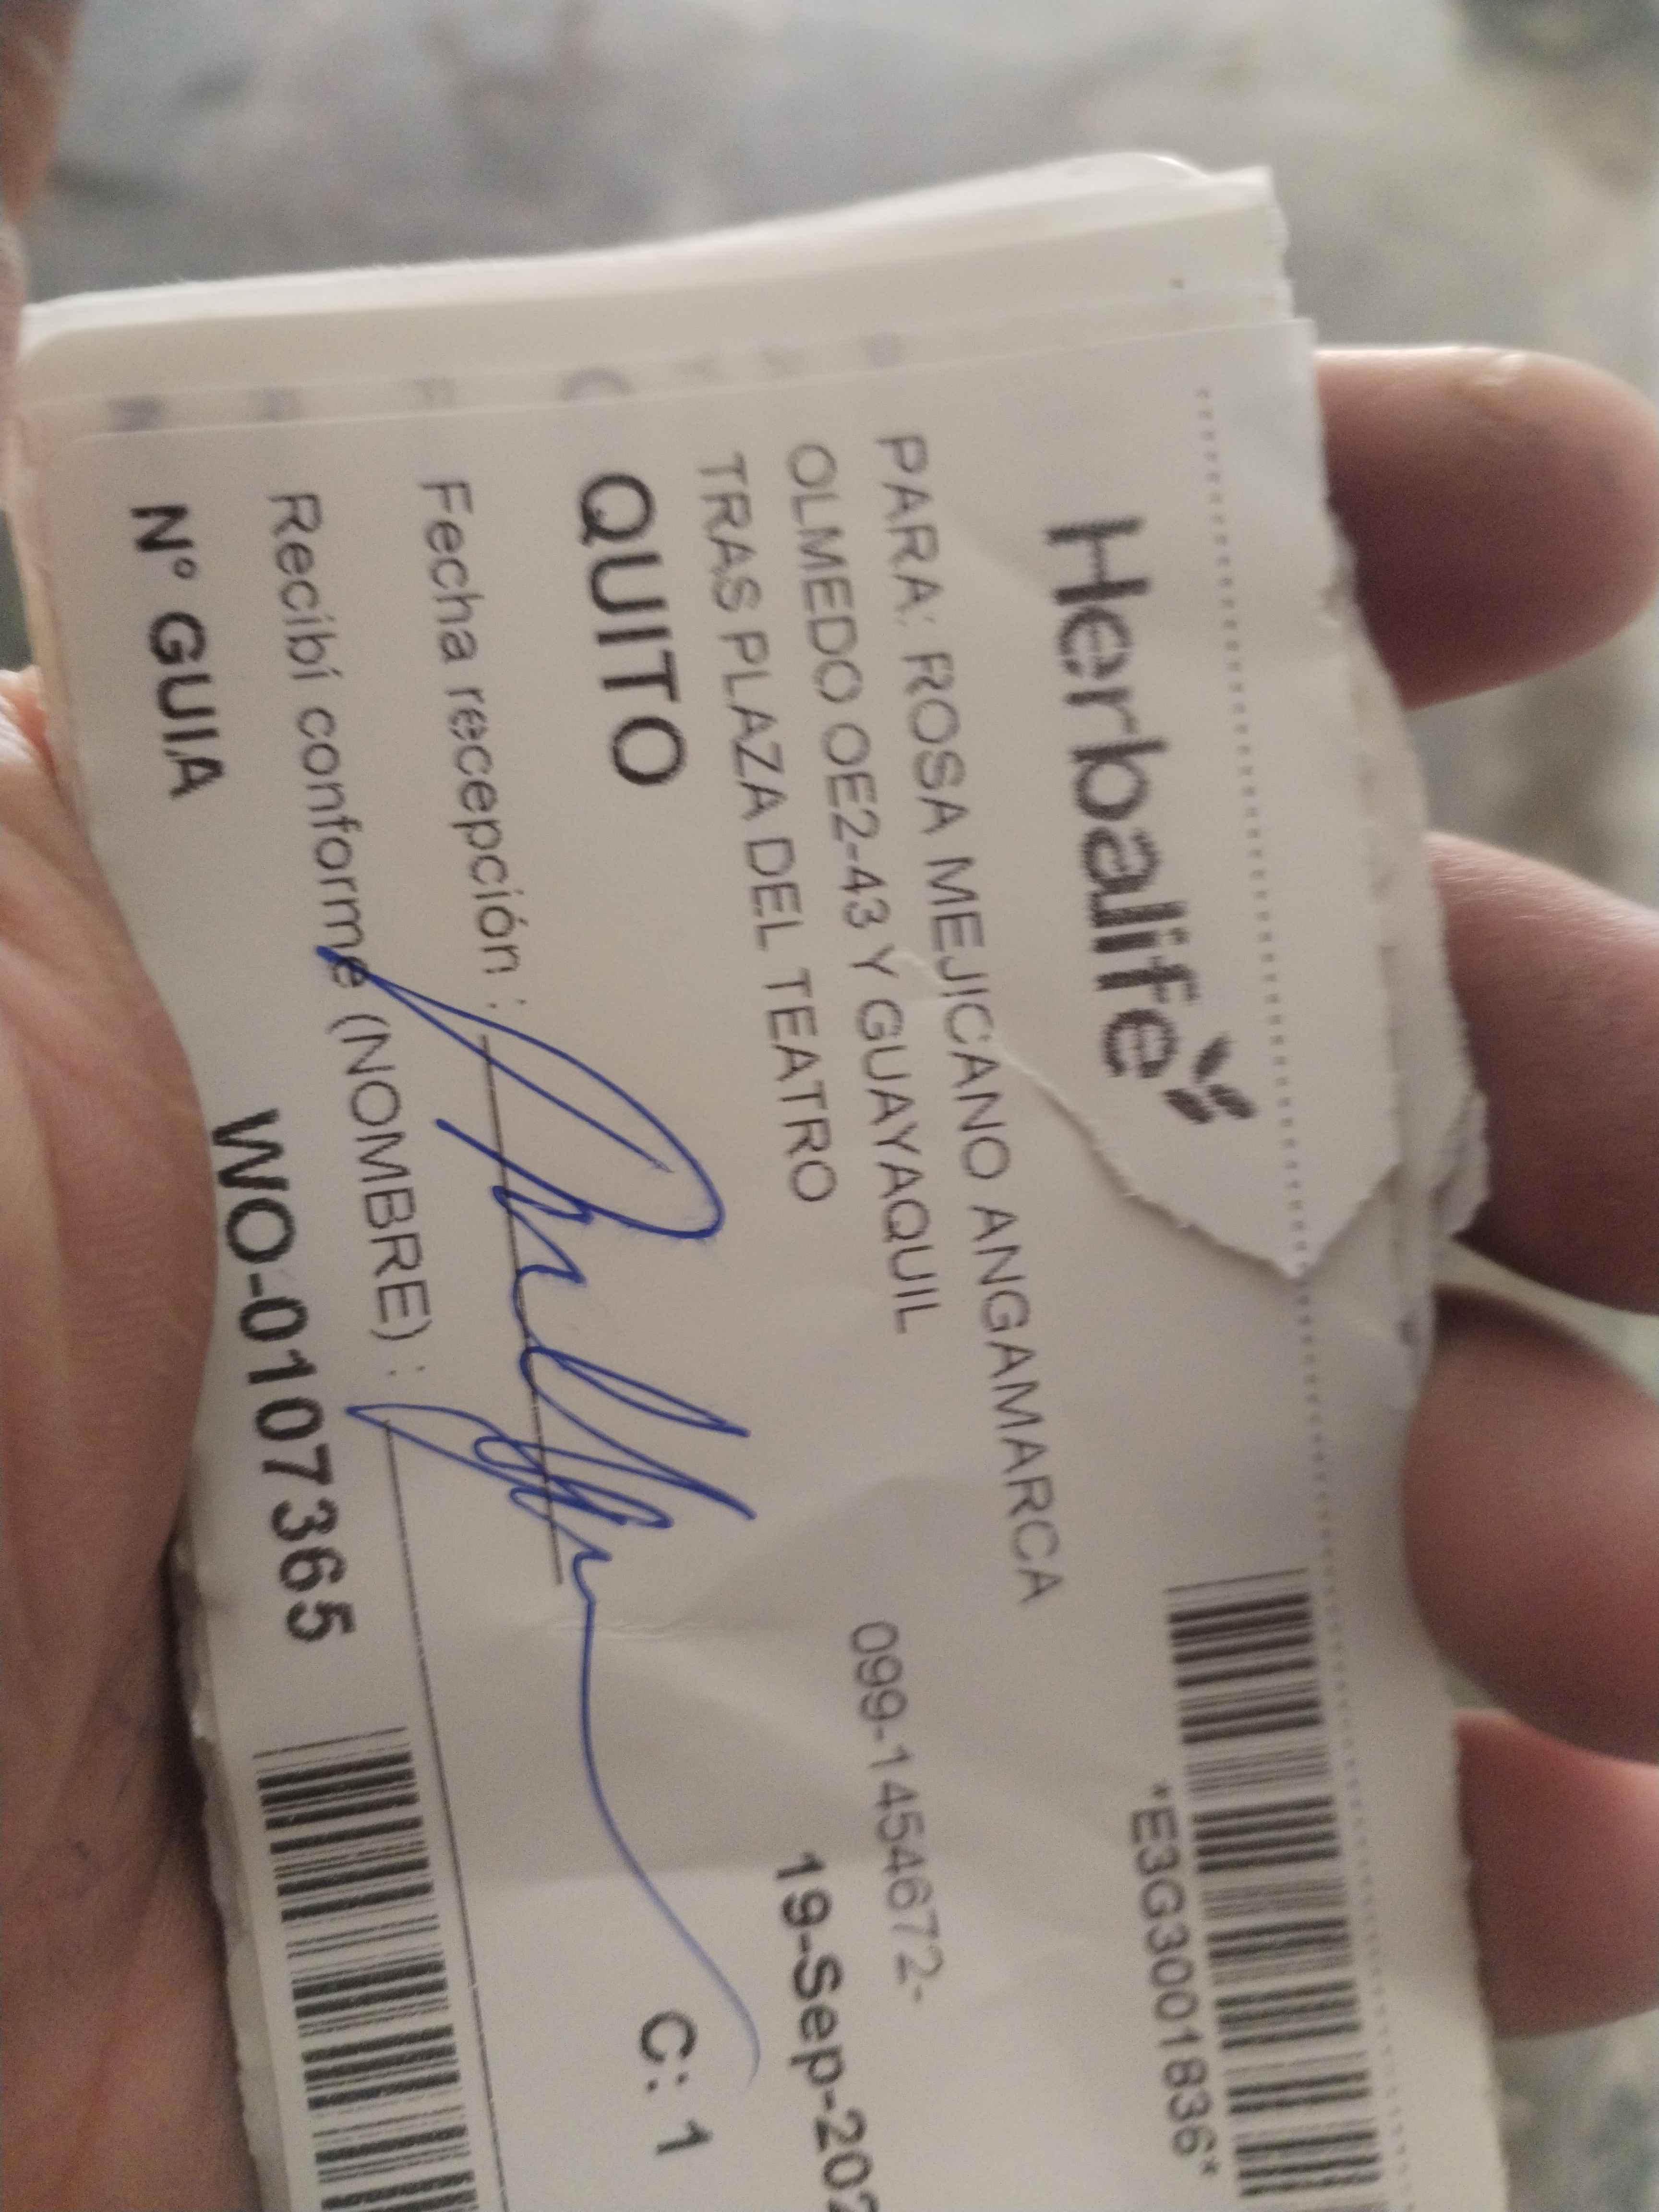 Herbalife
*E3G3001836*
PARA: ROSA MEJICANO ANGAMARCA
OLMEDO OE2-43 Y GUAYAQUIL 099-1454672-
TRAS PLAZA DEL TEATRO 19-Sep-202
QUITO C: 1
Fecha recepción :
Recibí conforme (NOMBRE) :
Nº GUIA WO-0107365